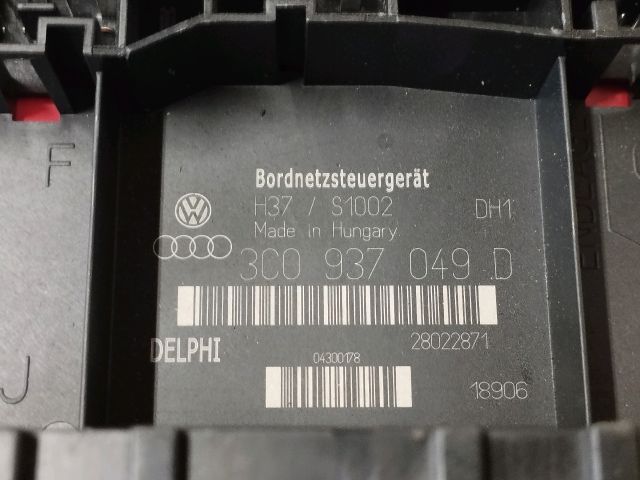 Bordnetzsteuergerät
H37 / S1002 DH1
Made in Hungary
3C0 937 049 D
DELPHI 28022871
04300178
18906
F
J